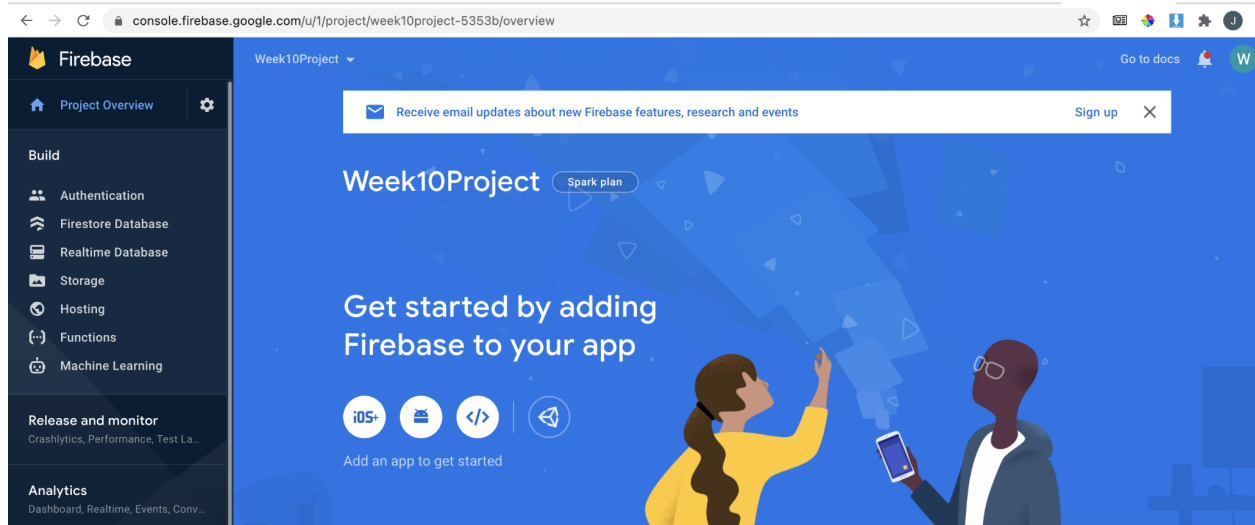 console.firebase.google.com/u/1/project/week10project-5353b/overview
J
Firebase
Week10Project
Go to docs
W
Project Overview
Receive email updates about new Firebase features, research and events
Sign up
Build
Authentication
Firestore Database
Realtime Database
Storage
Hosting
Functions
Machine Learning
Release and monitor
Crashlytics, Performance, Test La...
Analytics
Dashboard, Realtime, Events, Conv...
Week10Project
Spark plan
Get started by adding
Firebase to your app
iOS+
</>
Add an app to get started